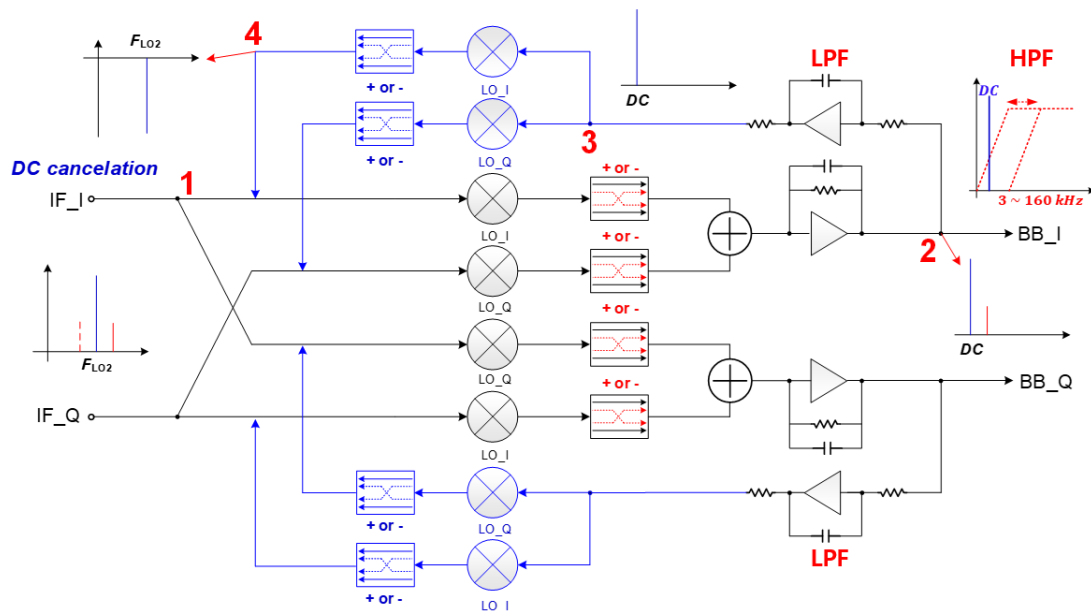 F_LO2
4
+ or -
LO_I
DC
LPF
HPF
DC
+ or -
LO_Q
3
DC cancelation
1
+ or -
3 ~ 160 kHz
IF_I
LO_I
+ or -
2
BB_I
LO_Q
+ or -
F_LO2
DC
LO_Q
+ or -
BB_Q
IF_Q
LO_I
+ or -
LO_Q
LPF
+ or -
LO_I